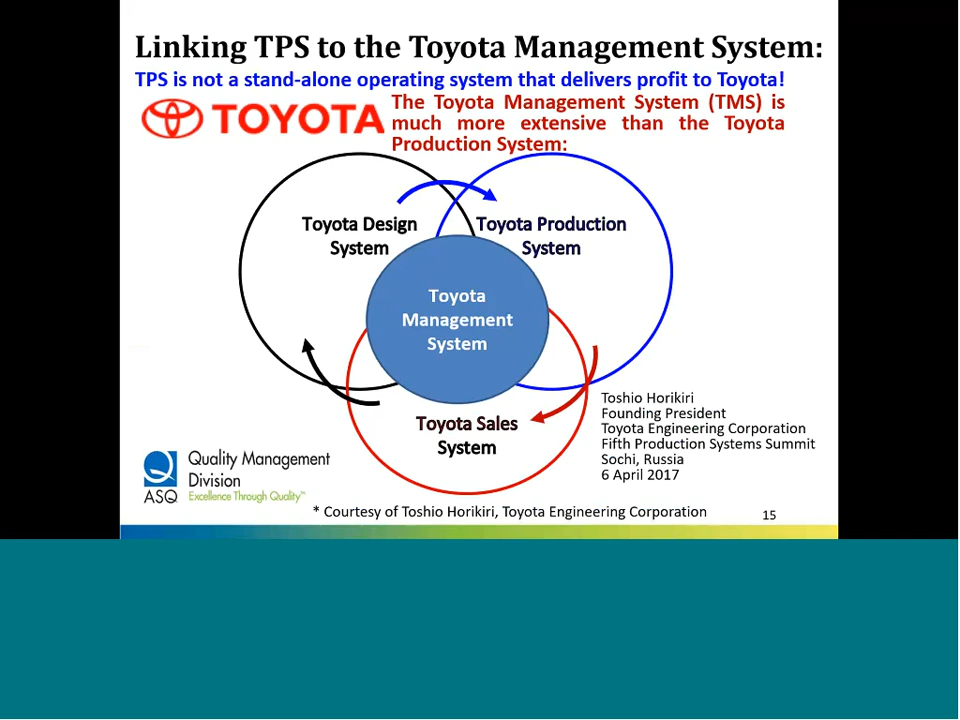 Linking TPS to the Toyota Management System:
TPS is not a stand-alone operating system that delivers profit to Toyota!
TOYOTA
The Toyota Management System (TMS) is
much more extensive than the Toyota
Production System:
Toyota Design
System
Toyota Production
System
Toyota
Management
System
Toyota Sales
System
Toshio Horikiri
Founding President
Toyota Engineering Corporation
Fifth Production Systems Summit
Sochi, Russia
6 April 2017
ASQ
Quality Management
Division
Excellence Through Quality™
* Courtesy of Toshio Horikiri, Toyota Engineering Corporation
15